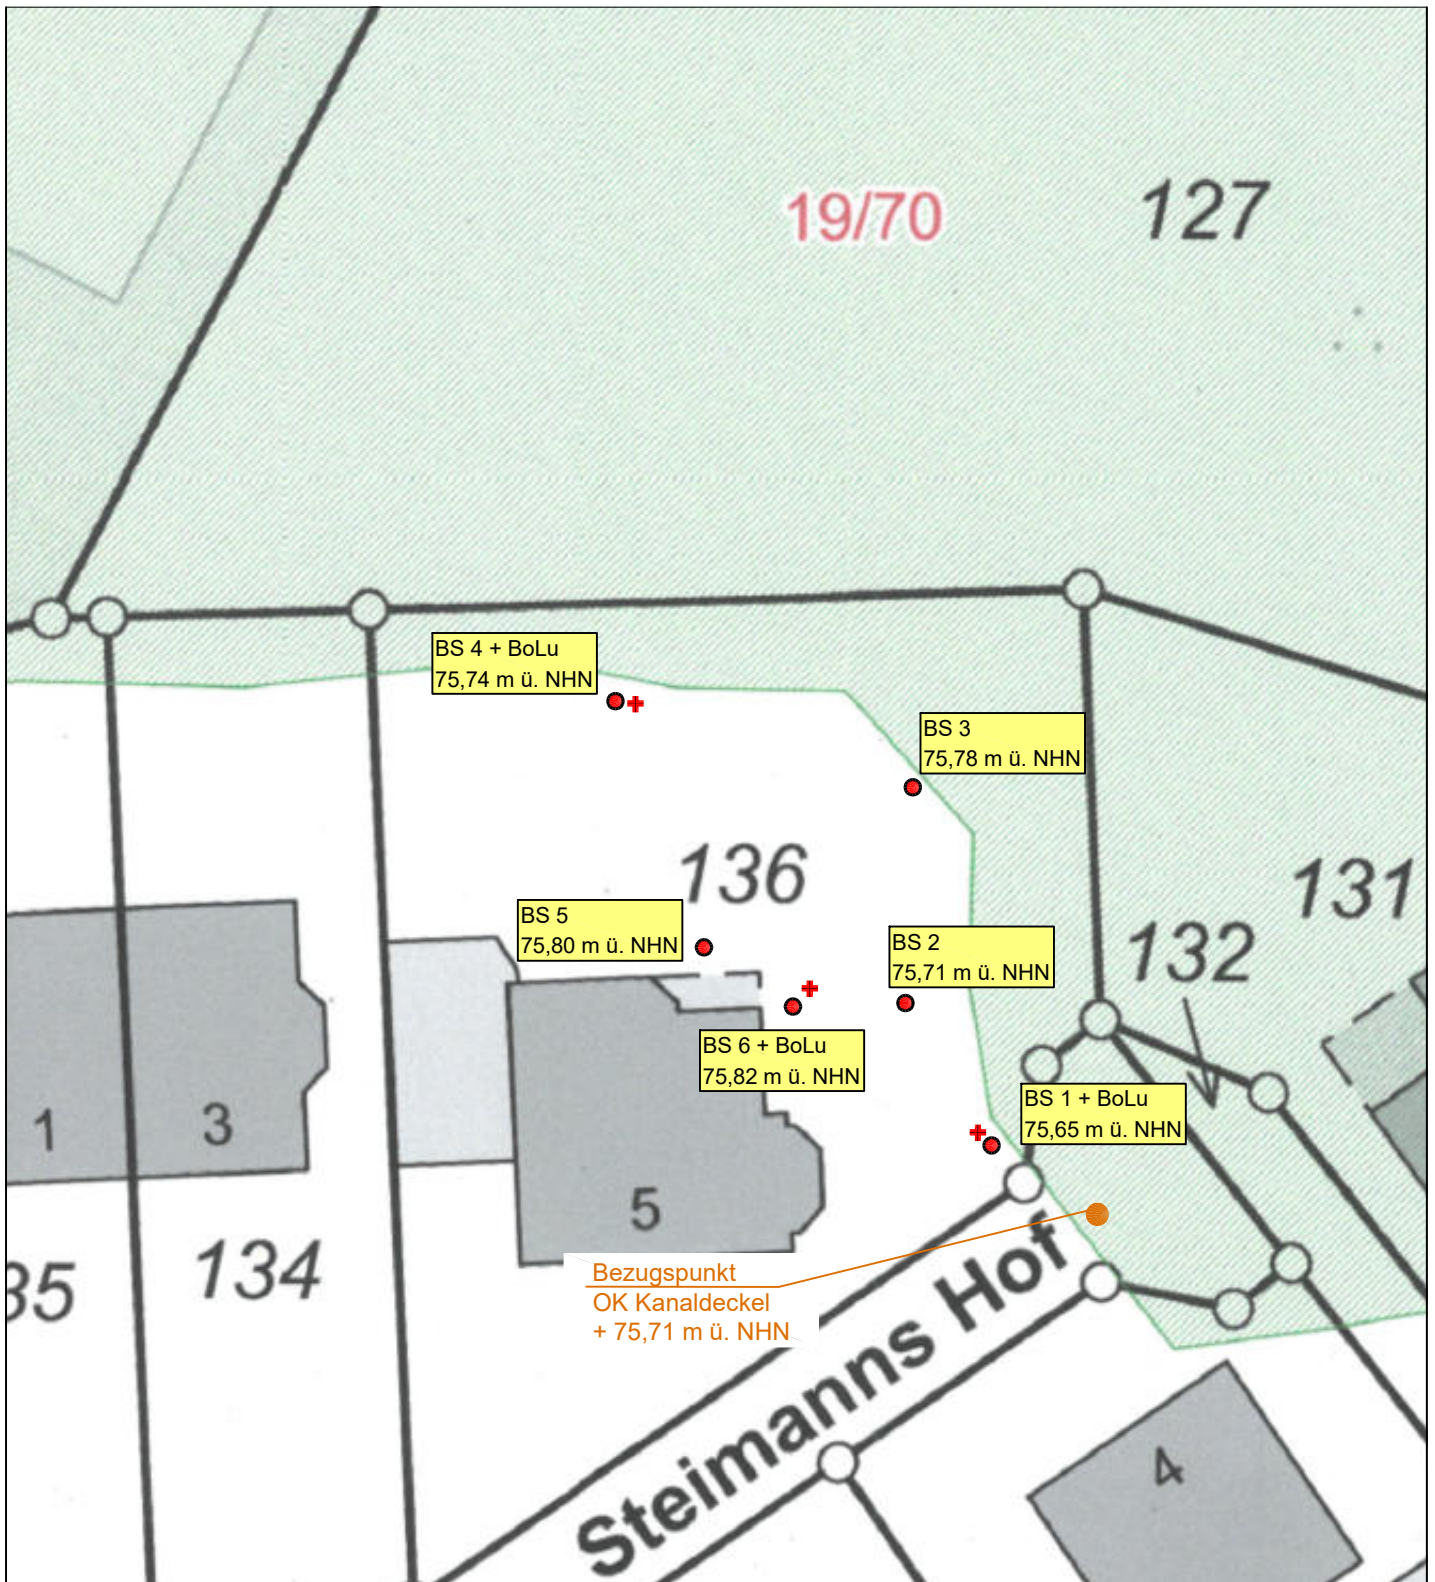 19/70
127
BS 4 + BoLu
75,74 m ü. NHN
BS 3
75,78 m ü. NHN
136
131
BS 5
75,80 m ü. NHN
BS 2
75,71 m ü. NHN
132
BS 6 + BoLu
75,82 m ü. NHN
BS 1 + BoLu
75,65 m ü. NHN
1
3
5
134
35
Bezugspunkt
OK Kanaldeckel
+ 75,71 m ü. NHN
Steimanns Hof
4